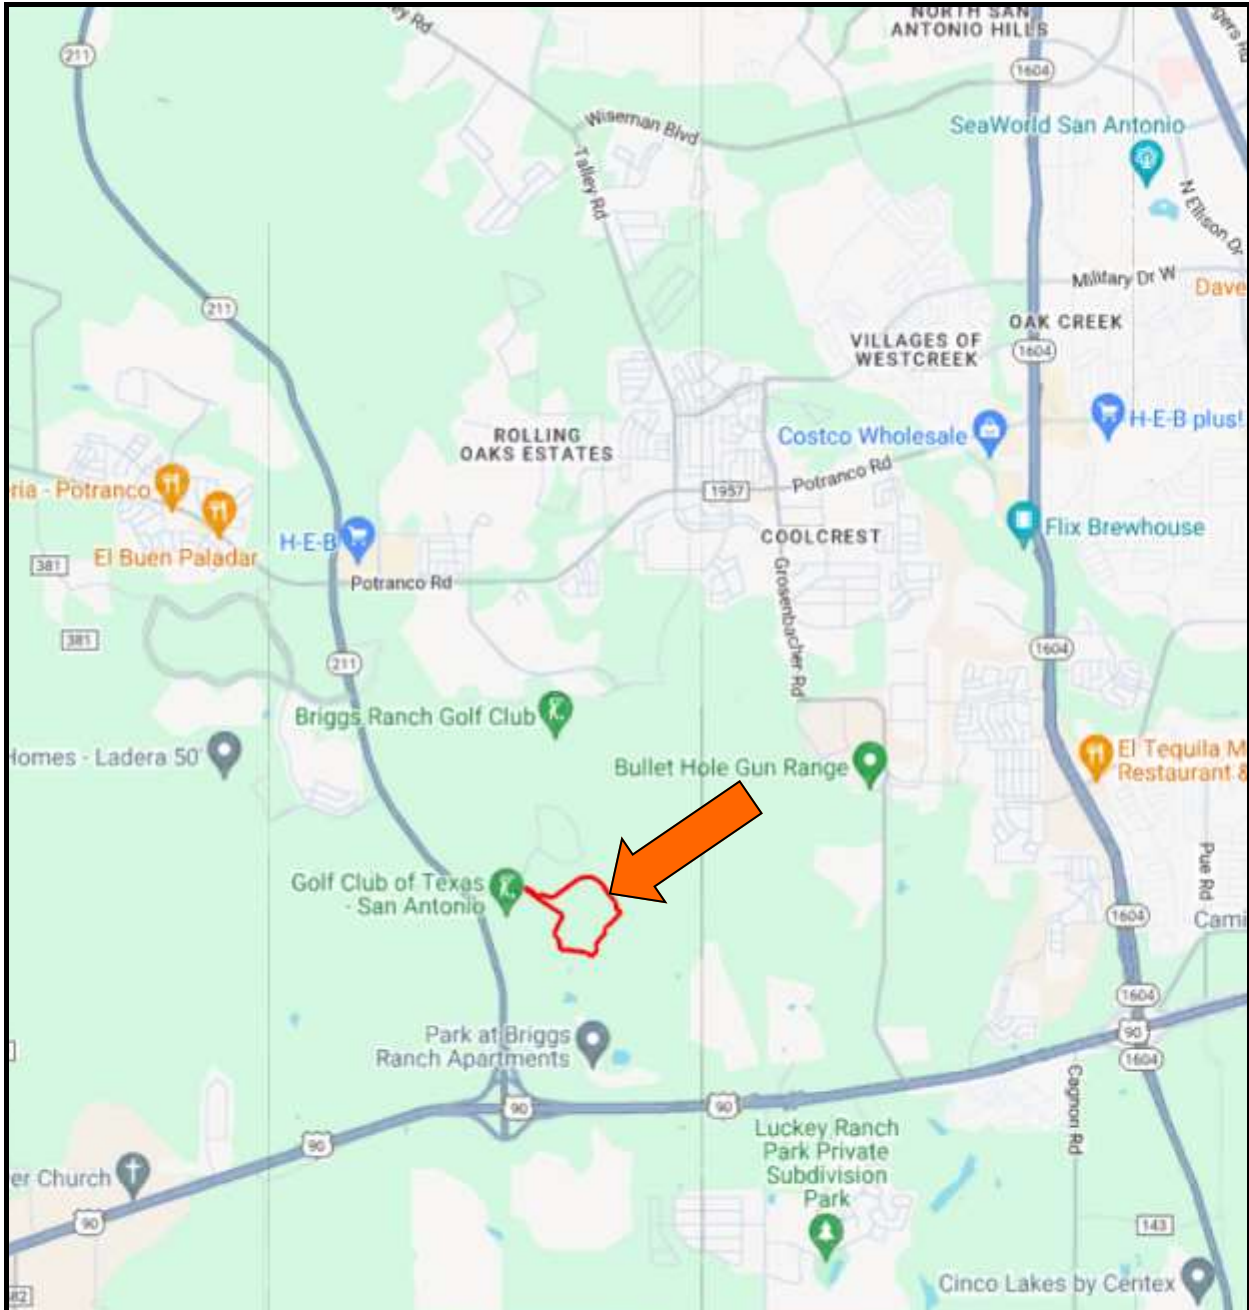 NORTH SAN
ANTONIO HILLS
211
1604
Wiseman Blvd
SeaWorld San Antonio
Talley Rd
N Ellison Dr
Military Dr W
Dave
211
OAK CREEK
VILLAGES OF
WESTCREEK
1604
ROLLING
OAKS ESTATES
Costco Wholesale
H-E-B plus!
Potranco Rd
1957
ria - Potranco
El Buen Paladar
H-E-B
COOLCREST
Flix Brewhouse
381
Potranco Rd
Grosenbacher Rd
381
211
1604
Briggs Ranch Golf Club
Homes - Ladera 50'
Bullet Hole Gun Range
El Tequila M
Restaurant &
Golf Club of Texas
- San Antonio
Pue Rd
1604
Cami
1604
90
1604
Park at Briggs
Ranch Apartments
90
90
90
Cagnon Rd
Luckey Ranch
Park Private
Subdivision
Park
er Church
90
143
Cinco Lakes by Centex